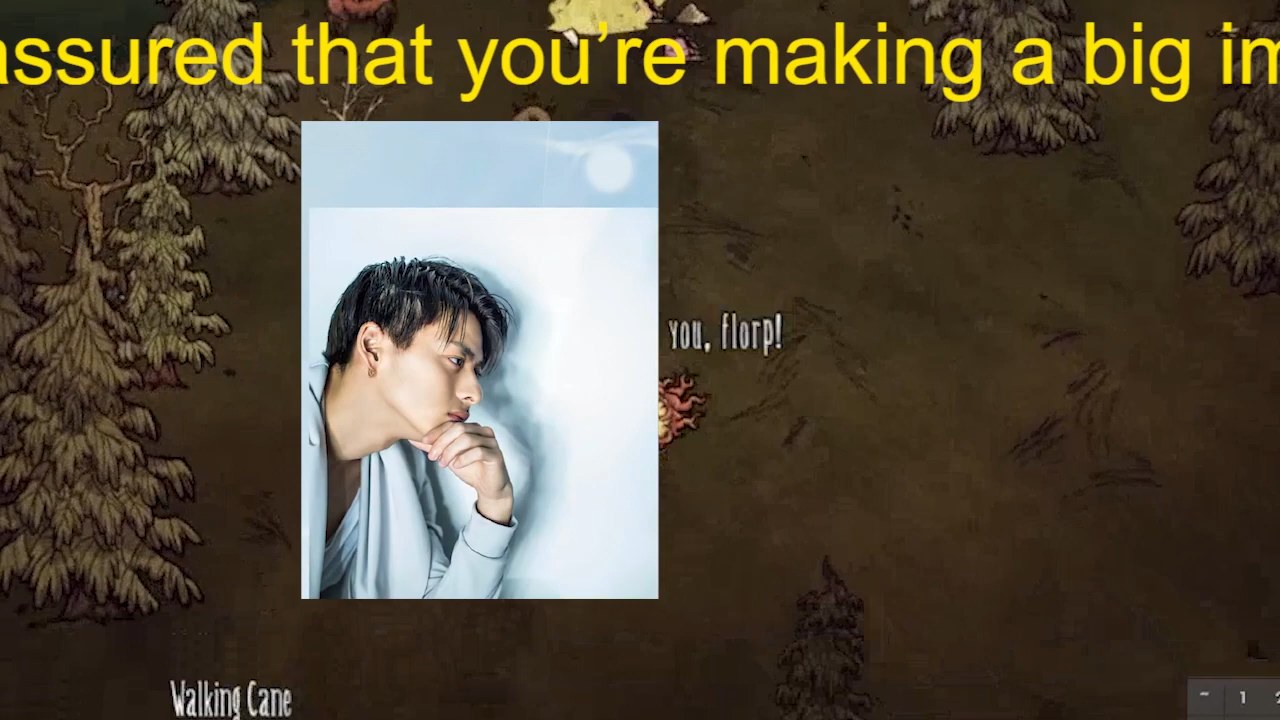 assured that you’re making a big im
you, florp!
Walking Cane
~ 1